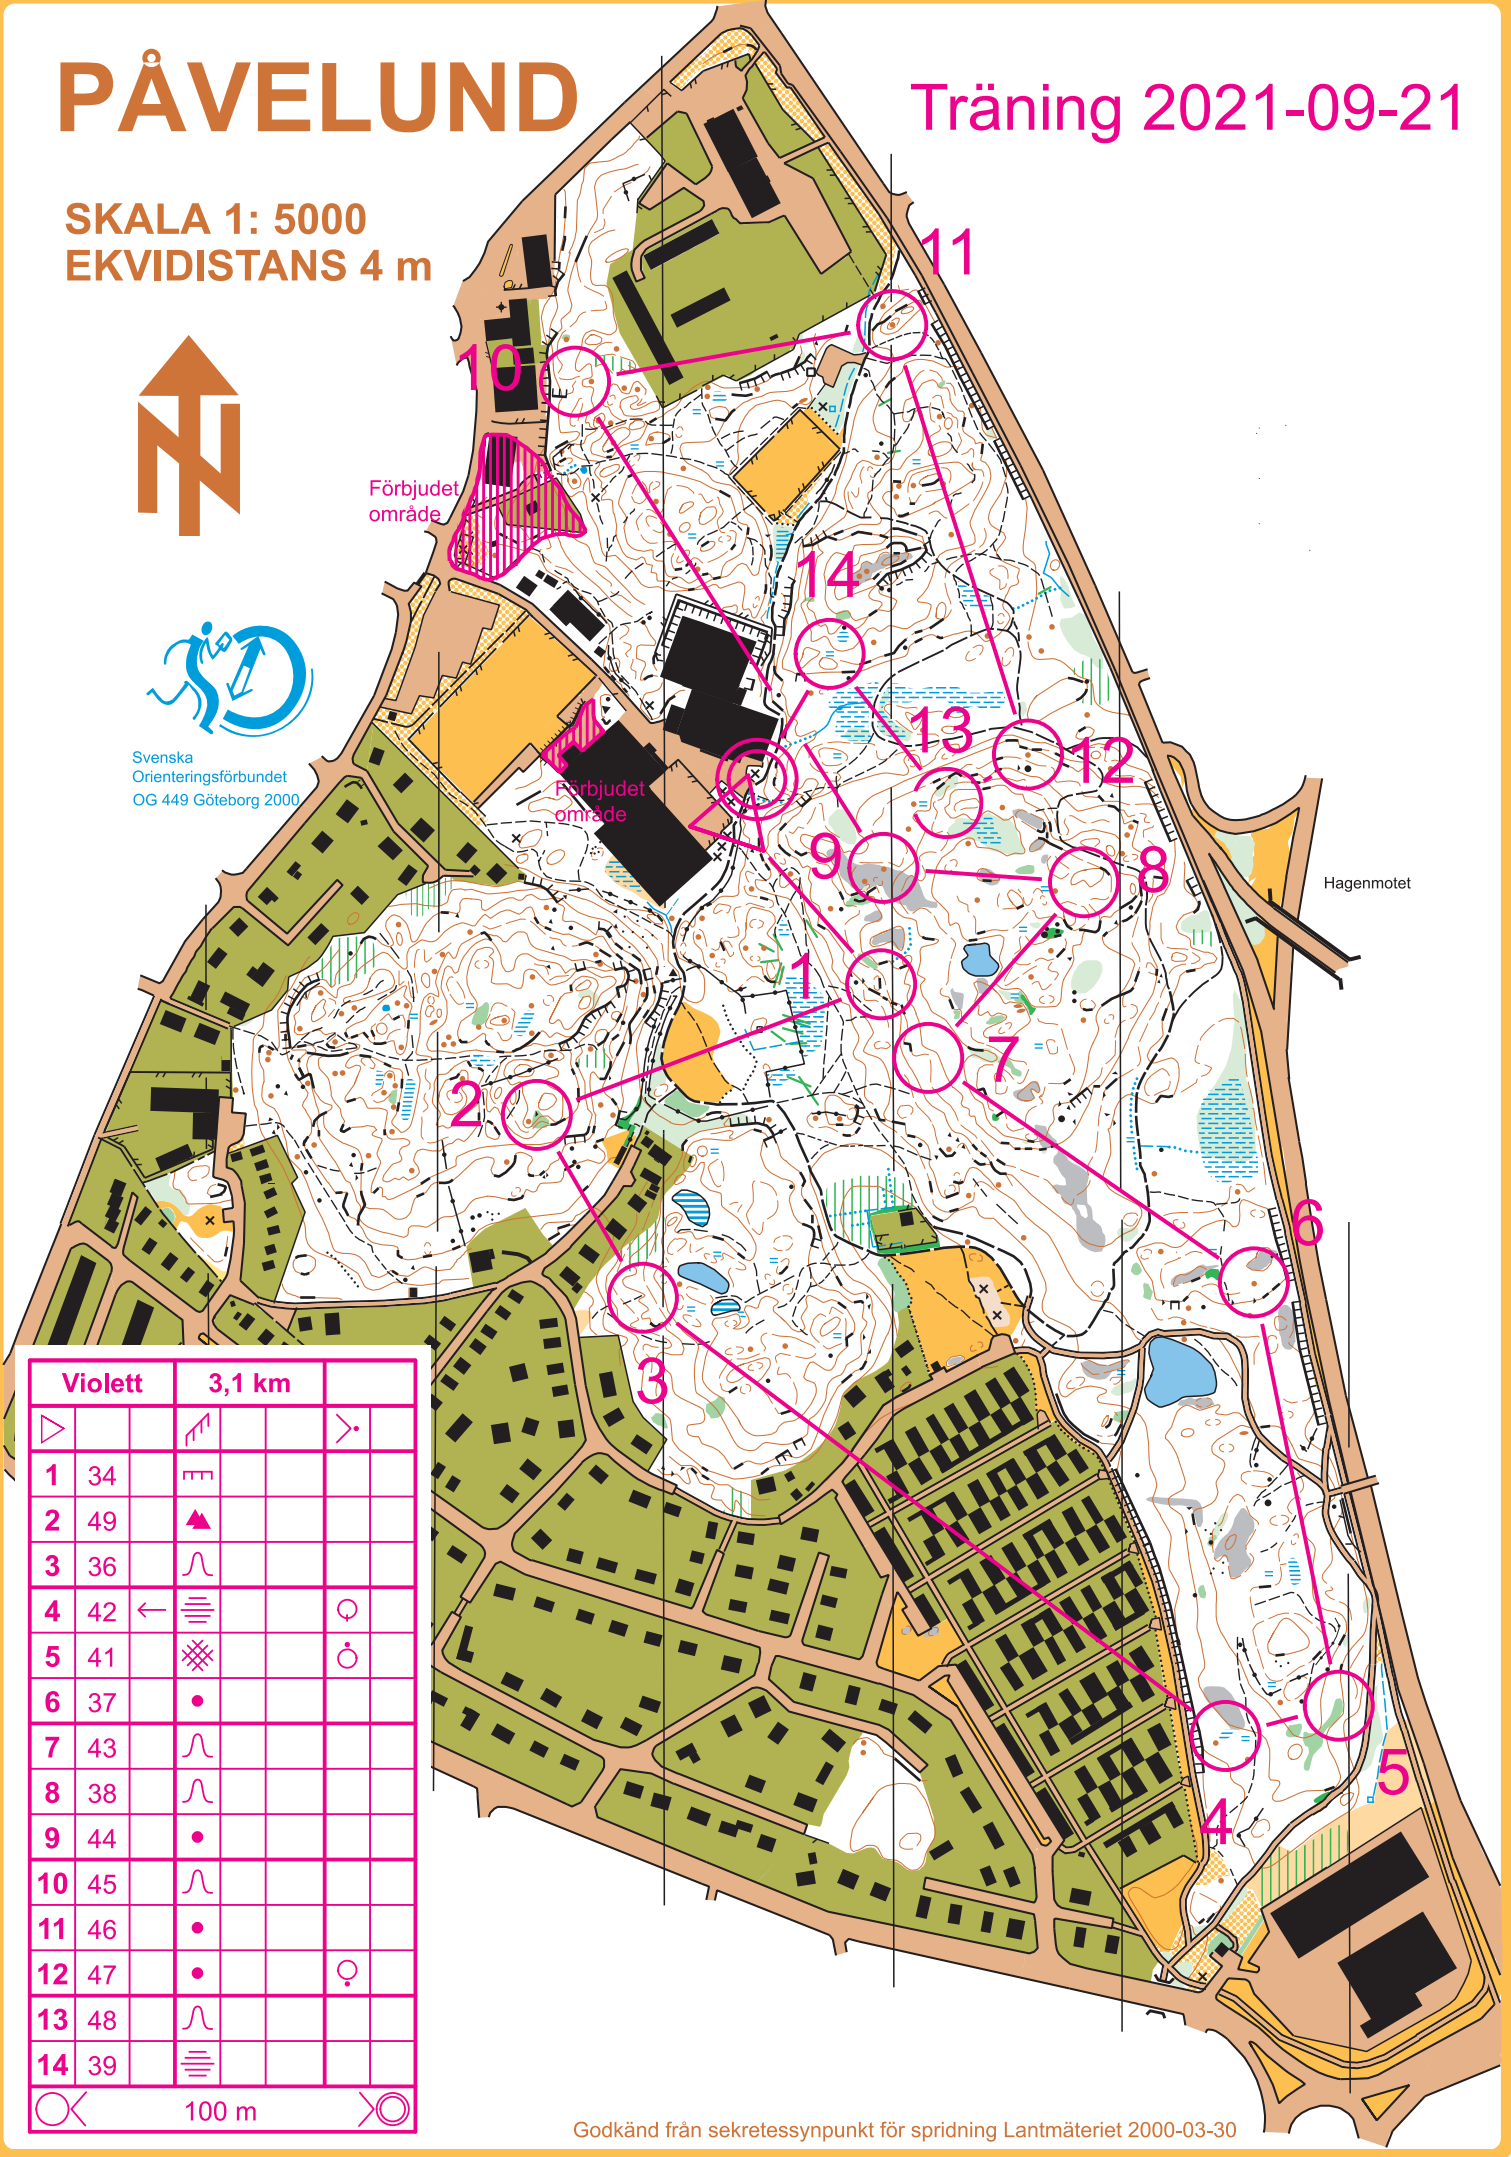 PÅVELUND
Träning 2021-09-21
SKALA 1: 5000
EKVIDISTANS 4 m
11
10
Förbjudet
område
14
Svenska
Orienteringsförbundet
OG 449 Göteborg 2000
13
12
Förbjudet
område
9
8
Hagenmotet
1
7
2
6
3
5
4
Violett 3,1 km
1 34
2 49
3 36
4 42
5 41
6 37
7 43
8 38
9 44
10 45
11 46
12 47
13 48
14 39
100 m
Godkänd från sekretessynpunkt för spridning Lantmäteriet 2000-03-30